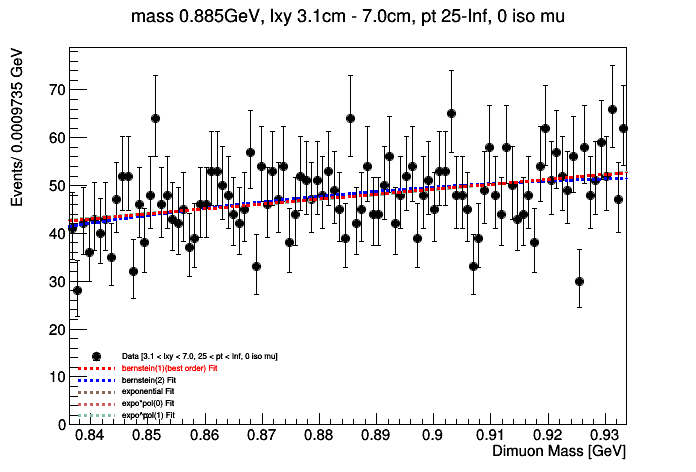 mass 0.885GeV, lxy 3.1cm - 7.0cm, pt 25-Inf, 0 iso mu
Events/ 0.0009735 GeV
70
60
50
40
30
20
10
0
Data [3.1 < lxy < 7.0, 25 < pt < Inf, 0 iso mu]
bernstein(1)(best order) Fit
bernstein(2) Fit
exponential Fit
expo*pol(0) Fit
expo*pol(1) Fit
0.84 0.85 0.86 0.87 0.88 0.89 0.9 0.91 0.92 0.93
Dimuon Mass [GeV]